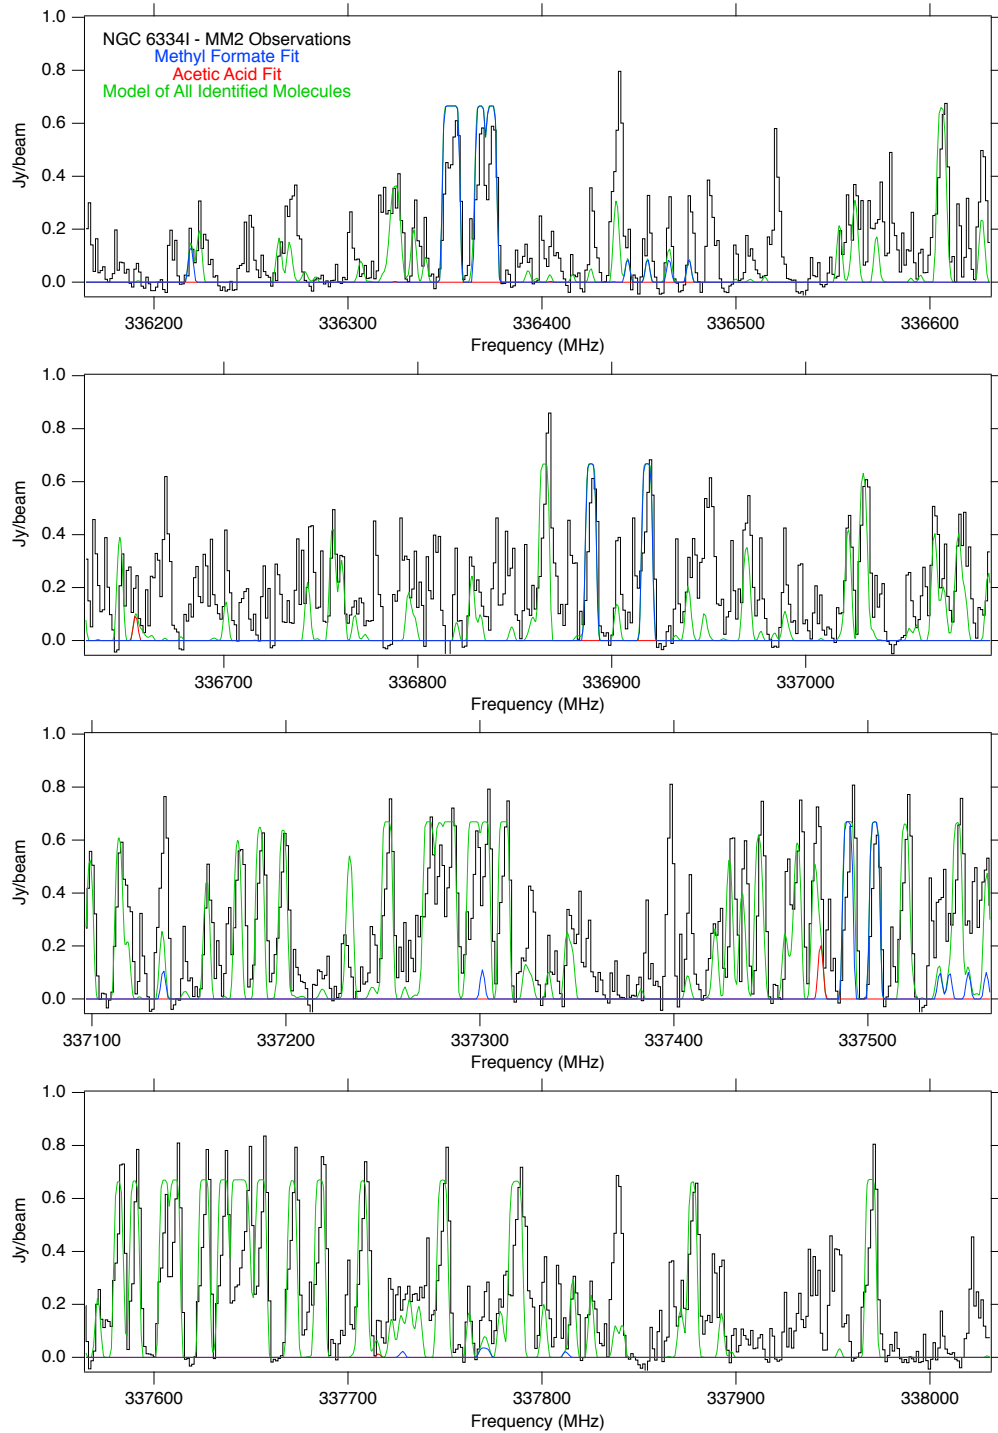 1.0
NGC 6334I - MM2 Observations
Methyl Formate Fit
Acetic Acid Fit
Model of All Identified Molecules
0.8
0.6
0.4
0.2
0.0
Jy/beam
336200 336300 336400 336500 336600
Frequency (MHz)
1.0
0.8
0.6
0.4
0.2
0.0
Jy/beam
336700 336800 336900 337000
Frequency (MHz)
1.0
0.8
0.6
0.4
0.2
0.0
Jy/beam
337100 337200 337300 337400 337500
Frequency (MHz)
1.0
0.8
0.6
0.4
0.2
0.0
Jy/beam
337600 337700 337800 337900 338000
Frequency (MHz)